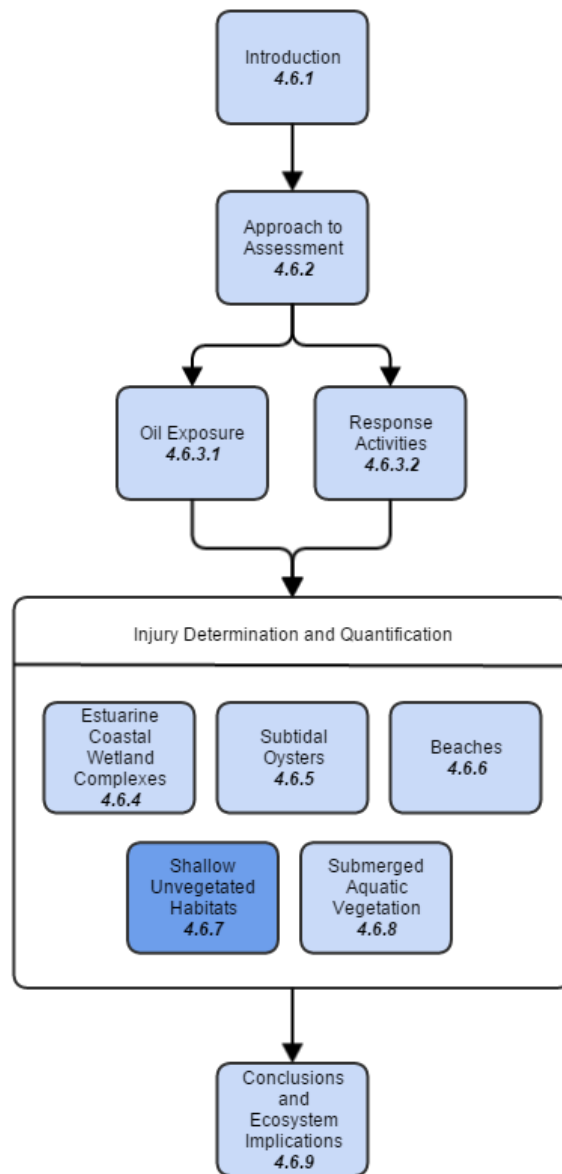 Introduction
4.6.1
Approach to
Assessment
4.6.2
Oil Exposure
4.6.3.1
Response
Activities
4.6.3.2
Injury Determination and Quantification
Estuarine
Coastal
Wetland
Complexes
4.6.4
Subtidal
Oysters
4.6.5
Beaches
4.6.6
Shallow
Unvegetated
Habitats
4.6.7
Submerged
Aquatic
Vegetation
4.6.8
Conclusions
and
Ecosystem
Implications
4.6.9